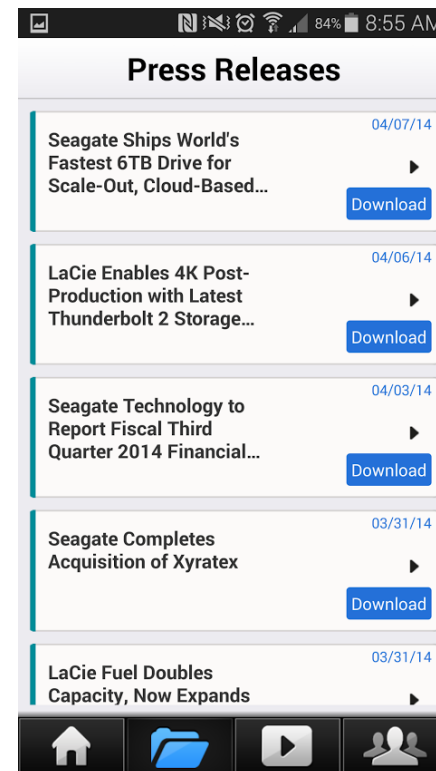 84% 8:55 AM
Press Releases
04/07/14
Seagate Ships World's
Fastest 6TB Drive for
Scale-Out, Cloud-Based...
Download
04/06/14
LaCie Enables 4K Post-
Production with Latest
Thunderbolt 2 Storage...
Download
04/03/14
Seagate Technology to
Report Fiscal Third
Quarter 2014 Financial...
Download
03/31/14
Seagate Completes
Acquisition of Xyratex
Download
03/31/14
LaCie Fuel Doubles
Capacity, Now Expands